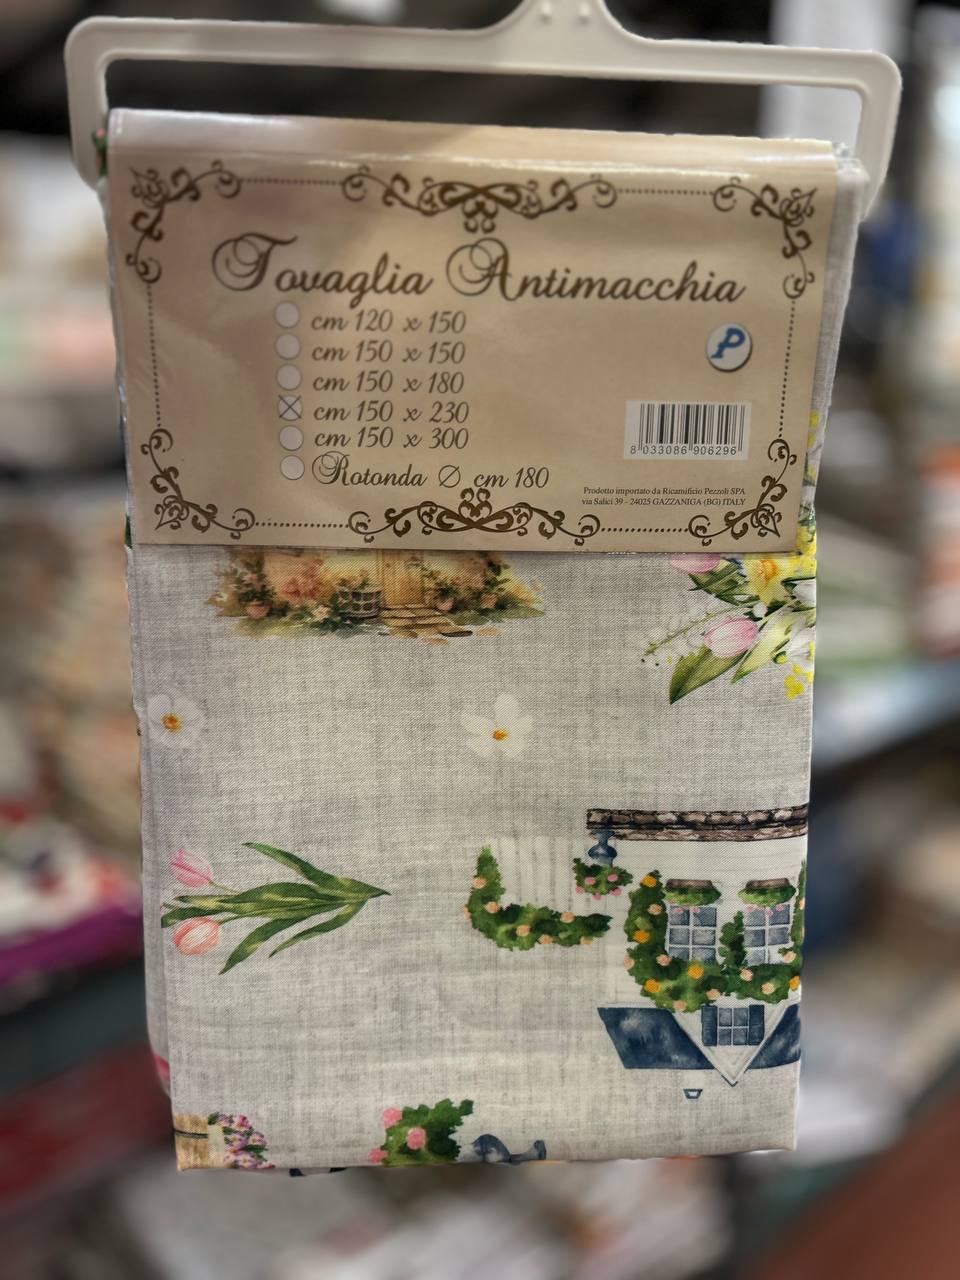 Tovaglia Antimacchia
cm 120 x 150
cm 150 x 150
cm 150 x 180
cm 150 x 230
cm 150 x 300
Rotonda Ø cm 180
P
8 033086 906296
Prodotto importato da Ricamificio Pezzoli SPA
via Salici 39 - 24025 GAZZANIGA (BG) ITALY